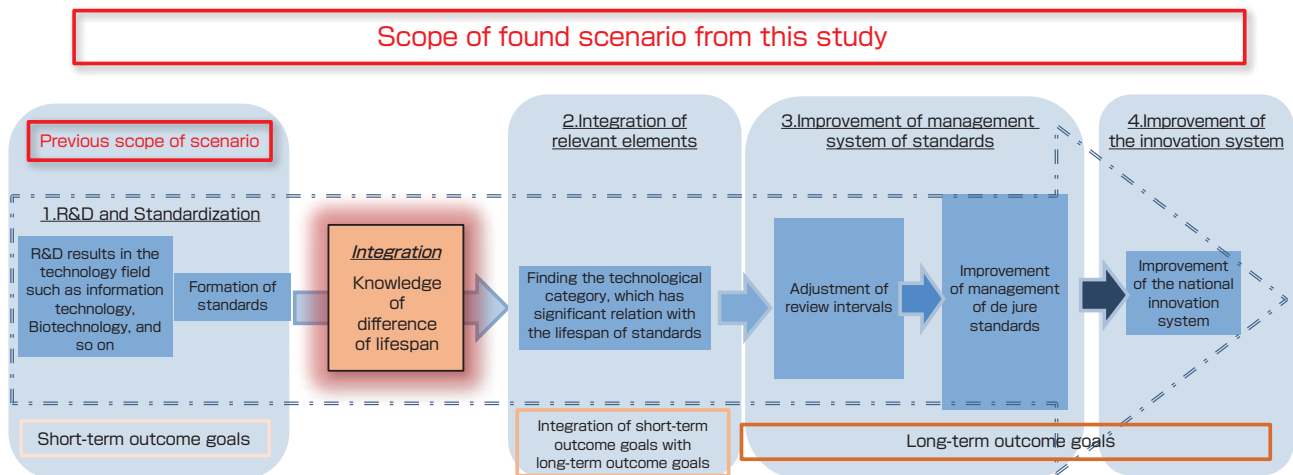 Scope of found scenario from this study
Previous scope of scenario
1.R&D and Standardization
R&D results in the
technology field
such as information
technology,
Biotechnology, and
so on
Formation of
standards
Short-term outcome goals
Integration
Knowledge
of
difference
of lifespan
2.Integration of
relevant elements
Finding the technological
category, which has
significant relation with
the lifespan of standards
Integration of short-term
outcome goals with
long-term outcome goals
3.Improvement of management
system of standards
Adjustment of
review intervals
Improvement
of management
of de jure
standards
4.Improvement of
the innovation system
Improvement
of the national
innovation
system
Long-term outcome goals